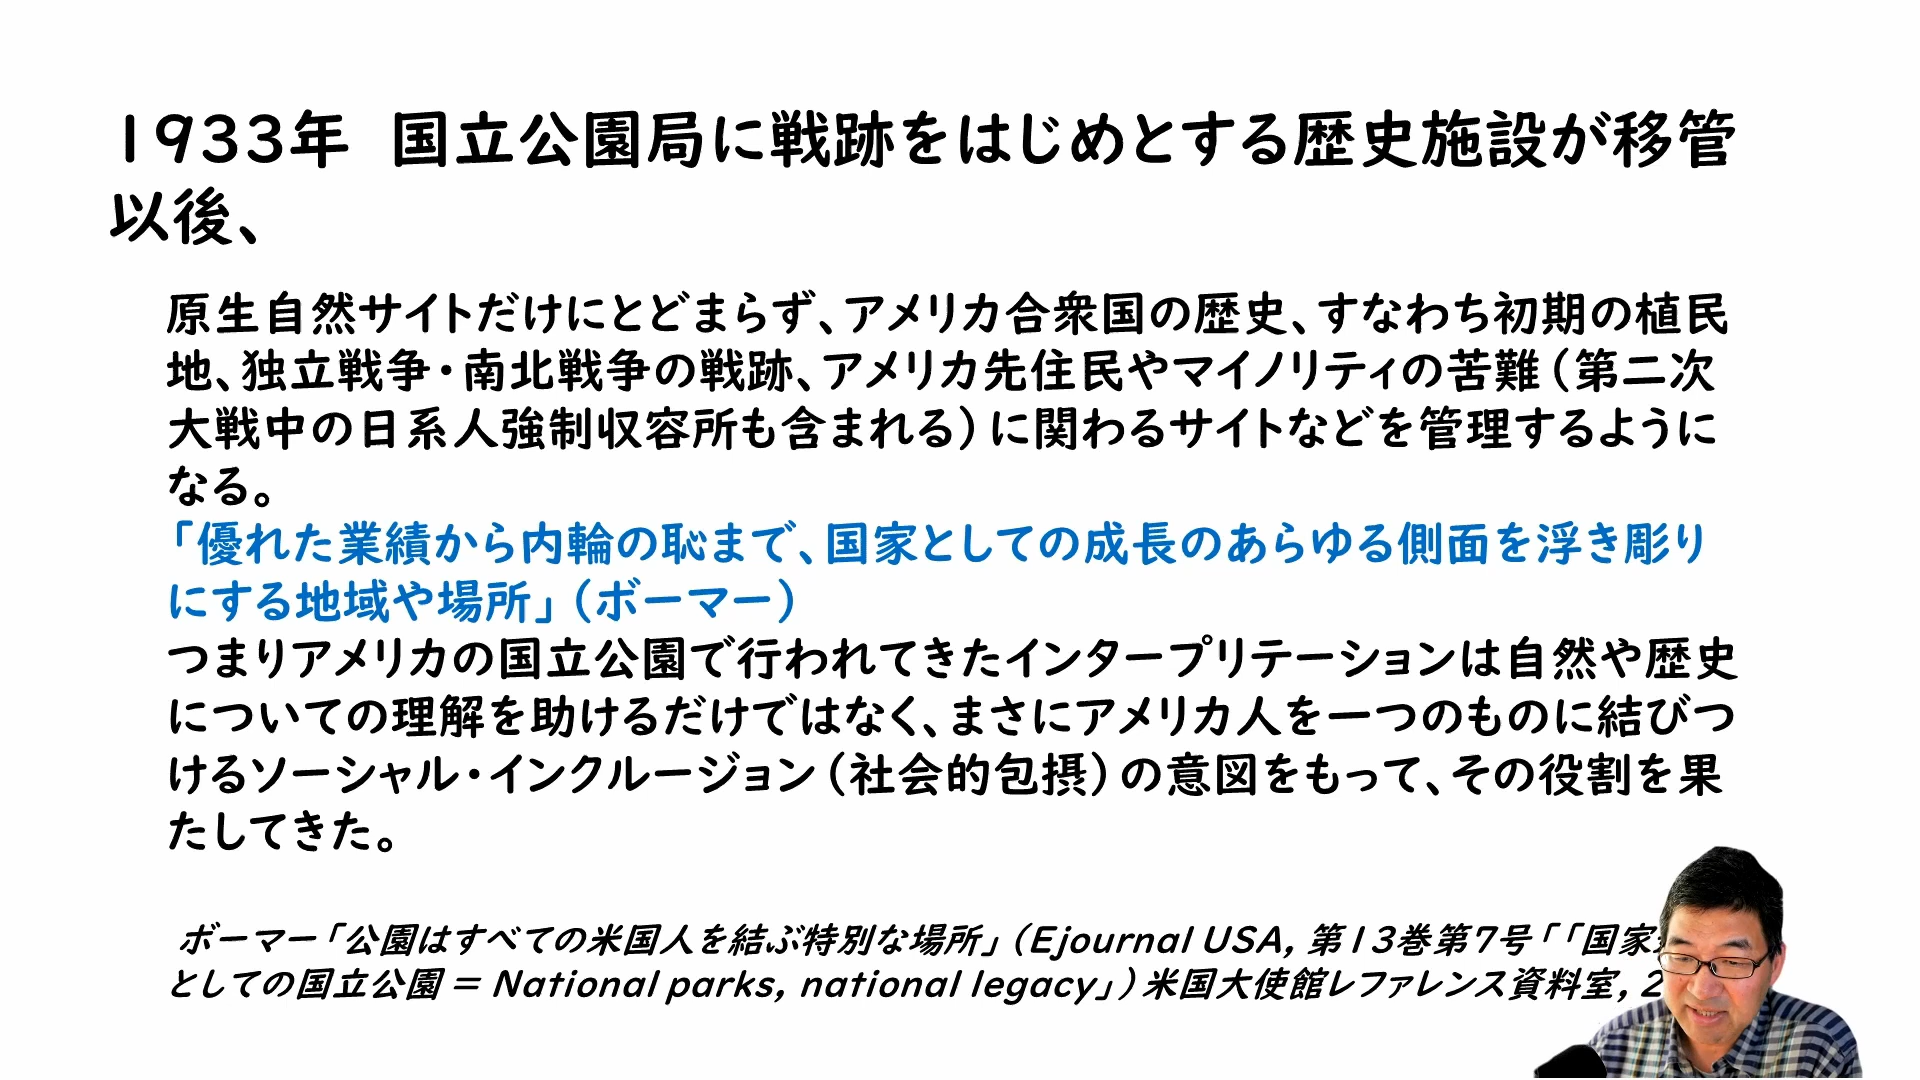 1933年　国立公園局に戦跡をはじめとする歴史施設が移管
以後、
原生自然サイトだけにとどまらず、アメリカ合衆国の歴史、すなわち初期の植民
地、独立戦争・南北戦争の戦跡、アメリカ先住民やマイノリティの苦難（第二次
大戦中の日系人強制収容所も含まれる）に関わるサイトなどを管理するように
なる。
「優れた業績から内輪の恥まで、国家としての成長のあらゆる側面を浮き彫り
にする地域や場所」（ボーマー）
つまりアメリカの国立公園で行われてきたインタープリテーションは自然や歴史
についての理解を助けるだけではなく、まさにアメリカ人を一つのものに結びつ
けるソーシャル・インクルージョン（社会的包摂）の意図をもって、その役割を果
たしてきた。
ボーマー「公園はすべての米国人を結ぶ特別な場所」（Ejournal USA, 第13巻第7号「「国家
としての国立公園 = National parks, national legacy」）米国大使館レファレンス資料室, 2